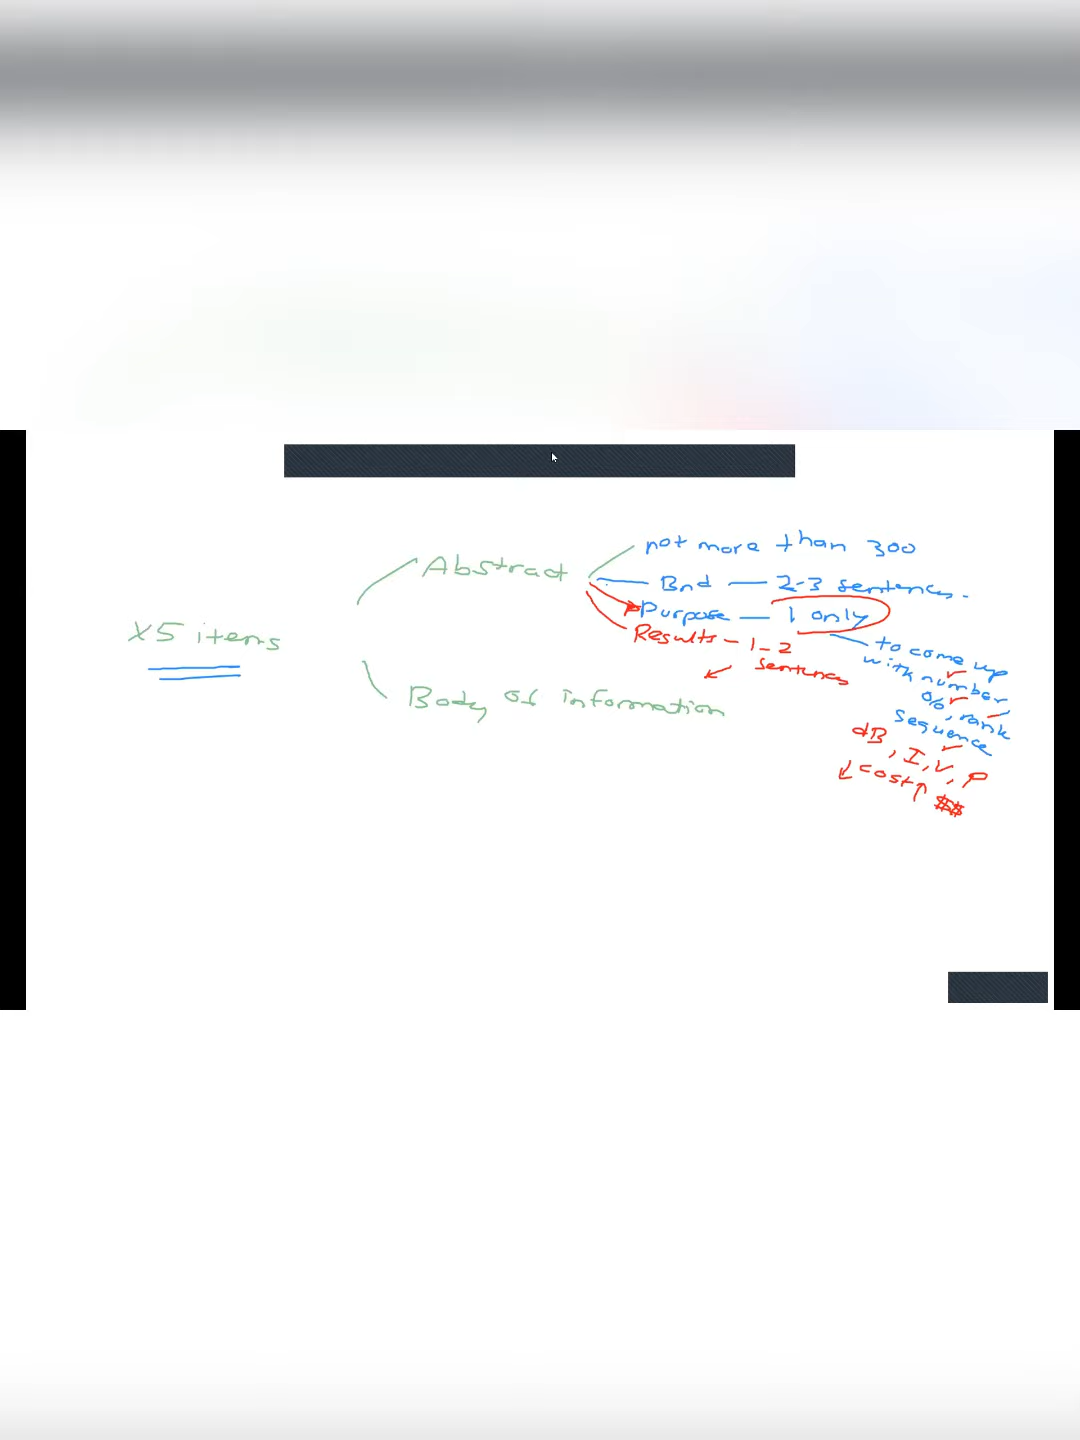 x5 items
Abstract
not more than 300
Bnd — 2-3 sentences.
Purpose — 1 only
to come up
with number
%, rank
sequence
dB, I, V, P
↙ cost ↑ $$
Results - 1-2
sentences
Body of information